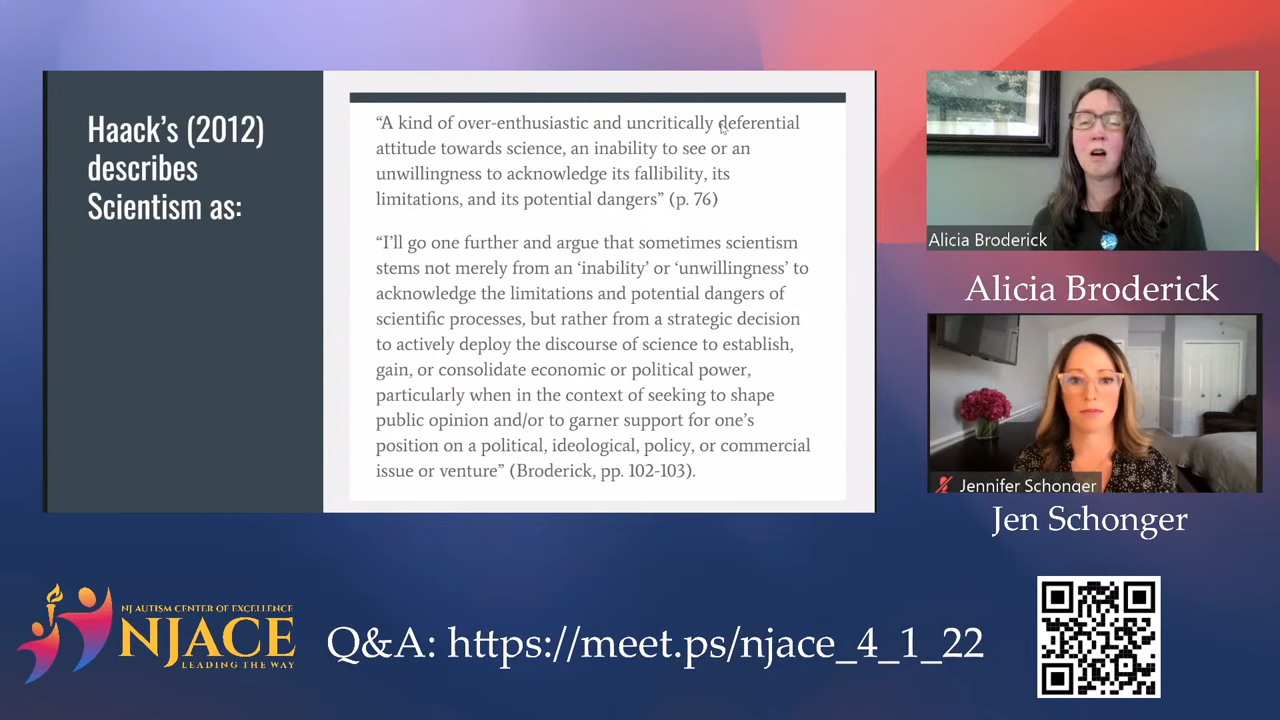 Haack's (2012)
describes
Scientism as:
“A kind of over-enthusiastic and uncritically deferential
attitude towards science, an inability to see or an
unwillingness to acknowledge its fallibility, its
limitations, and its potential dangers” (p. 76)
“I’ll go one further and argue that sometimes scientism
stems not merely from an ‘inability’ or ‘unwillingness’ to
acknowledge the limitations and potential dangers of
scientific processes, but rather from a strategic decision
to actively deploy the discourse of science to establish,
gain, or consolidate economic or political power,
particularly when in the context of seeking to shape
public opinion and/or to garner support for one’s
position on a political, ideological, policy, or commercial
issue or venture” (Broderick, pp. 102-103).
Alicia Broderick
Alicia Broderick
Jennifer Schonger
Jen Schonger
NJ AUTISM CENTER OF EXCELLENCE
NJACE
LEADING THE WAY
Q&A: https://meet.ps/njace_4_1_22